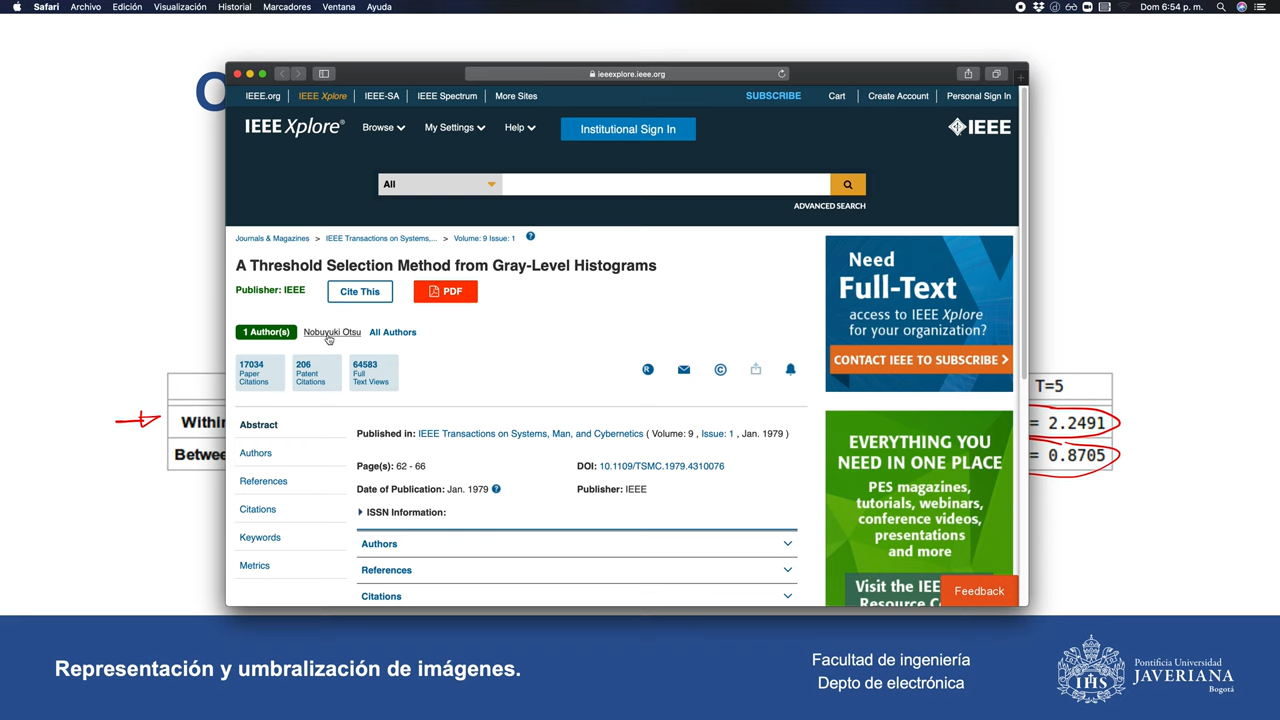 Safari Archivo Edición Visualización Historial Marcadores Ventana Ayuda
Dom 6:54 p. m.
ieeexplore.ieee.org
IEEE.org IEEE Xplore IEEE-SA IEEE Spectrum More Sites
SUBSCRIBE Cart Create Account Personal Sign In
IEEE Xplore®
Browse My Settings Help
Institutional Sign In
IEEE
All
ADVANCED SEARCH
Journals & Magazines > IEEE Transactions on Systems,... > Volume: 9 Issue: 1
A Threshold Selection Method from Gray-Level Histograms
Publisher: IEEE
Cite This
PDF
1 Author(s) Nobuyuki Otsu All Authors
17034
Paper
Citations
206
Patent
Citations
64583
Full
Text Views
Abstract
Authors
References
Citations
Keywords
Metrics
Published in: IEEE Transactions on Systems, Man, and Cybernetics ( Volume: 9 , Issue: 1 , Jan. 1979 )
Page(s): 62 - 66
DOI: 10.1109/TSMC.1979.4310076
Date of Publication: Jan. 1979
Publisher: IEEE
ISSN Information:
Authors
References
Citations
Need
Full-Text
access to IEEE Xplore
for your organization?
CONTACT IEEE TO SUBSCRIBE >
EVERYTHING YOU
NEED IN ONE PLACE
PES magazines,
tutorials, webinars,
conference videos,
presentations
and more
Visit the IEE
Resource C
Feedback
T=5
Within
= 2.2491
Betwee
= 0.8705
Representación y umbralización de imágenes.
Facultad de ingeniería
Depto de electrónica
IHS
Pontificia Universidad
JAVERIANA
Bogotá